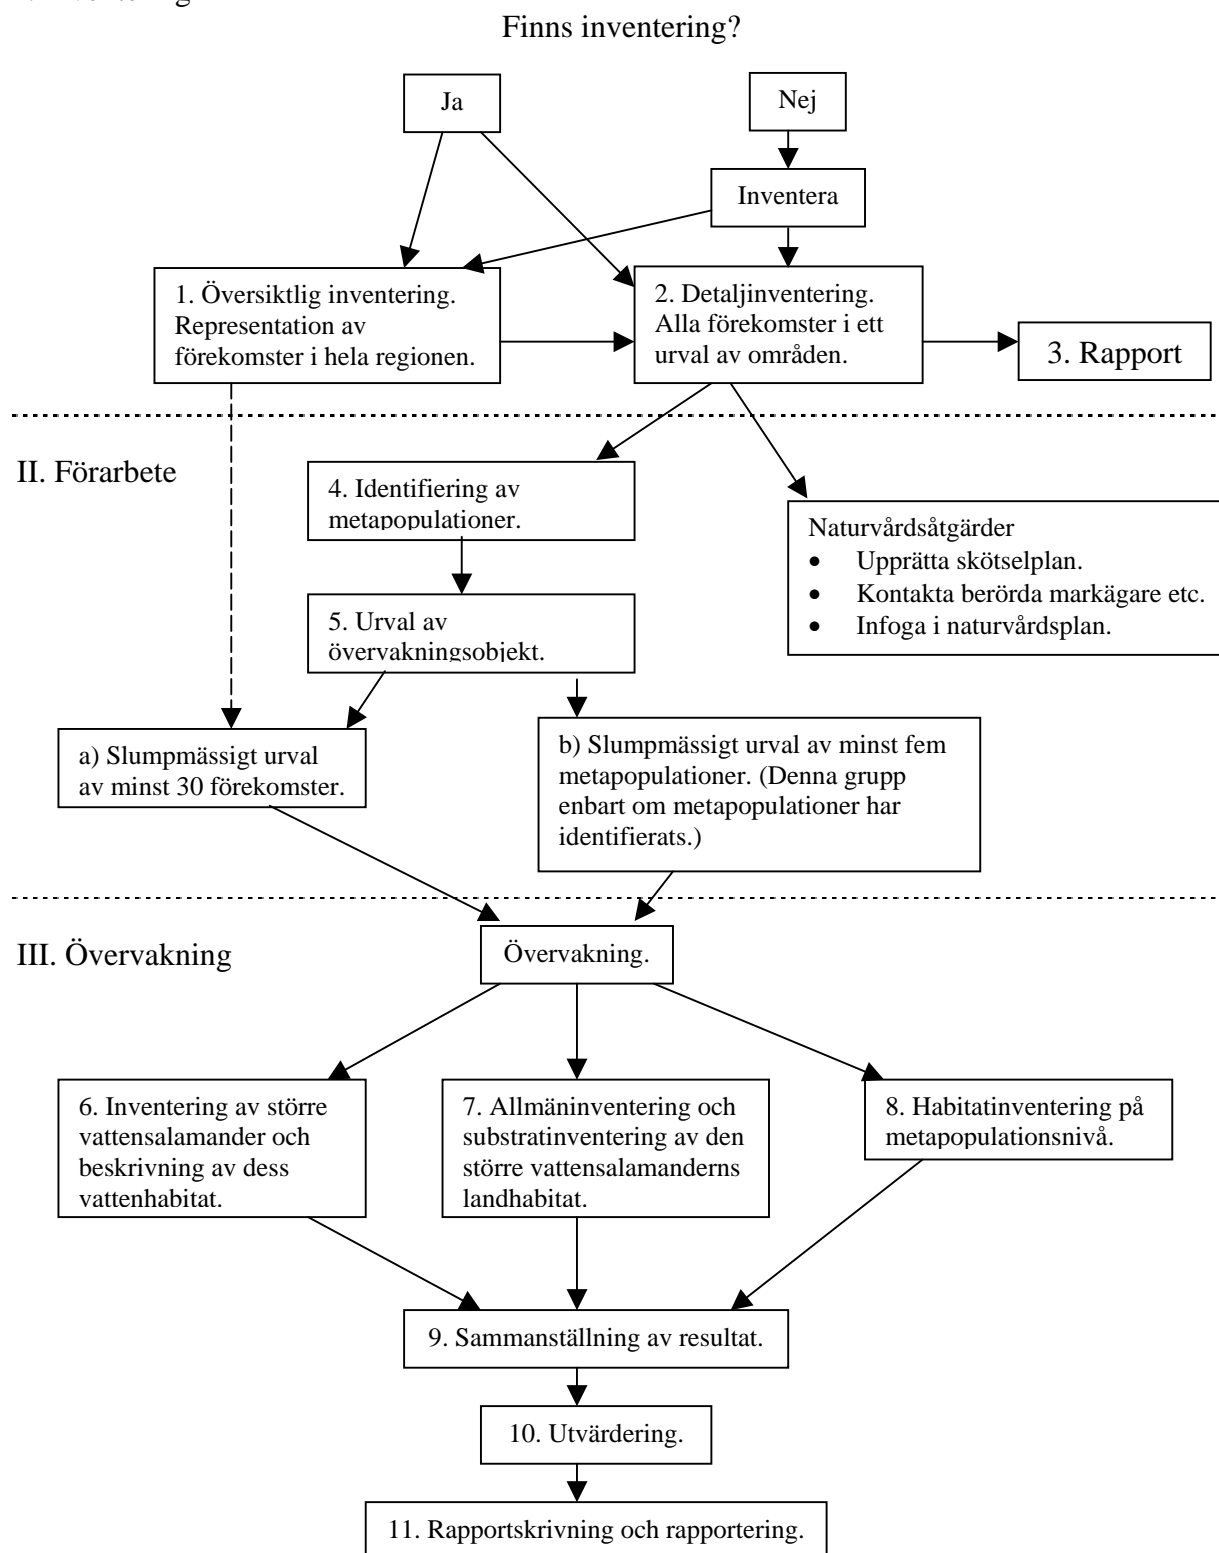 Finns inventering?
Ja
Nej
Inventera
1. Översiktlig inventering.
Representation av
förekomster i hela regionen.
2. Detaljinventering.
Alla förekomster i ett
urval av områden.
3. Rapport
II. Förarbete
4. Identifiering av
metapopulationer.
Naturvårdsåtgärder
• Upprätta skötselplan.
• Kontakta berörda markägare etc.
• Infoga i naturvårdsplan.
5. Urval av
övervakningsobjekt.
a) Slumpmässigt urval
av minst 30 förekomster.
b) Slumpmässigt urval av minst fem
metapopulationer. (Denna grupp
enbart om metapopulationer har
identifierats.)
III. Övervakning
Övervakning.
6. Inventering av större
vattensalamander och
beskrivning av dess
vattenhabitat.
7. Allmäninventering och
substratinventering av den
större vattensalamanderns
landhabitat.
8. Habitatinventering på
metapopulationsnivå.
9. Sammanställning av resultat.
10. Utvärdering.
11. Rapportskrivning och rapportering.